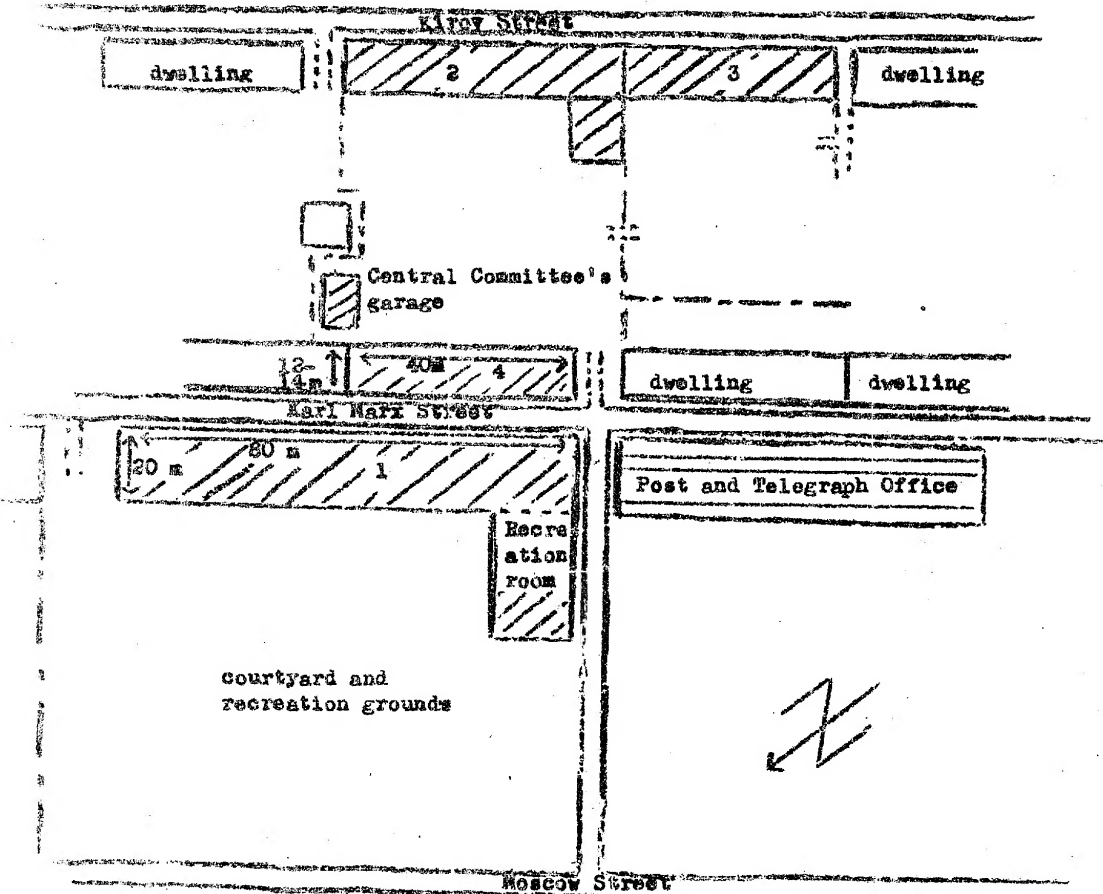 Kirov Street
dwelling
2
3
dwelling
Central Committee's
garage
12-
14m
40m
4
dwelling
dwelling
Karl Marx Street
20 m
80 m
1
Post and Telegraph Office
Recre
ation
room
courtyard and
recreation grounds
Moscow Street